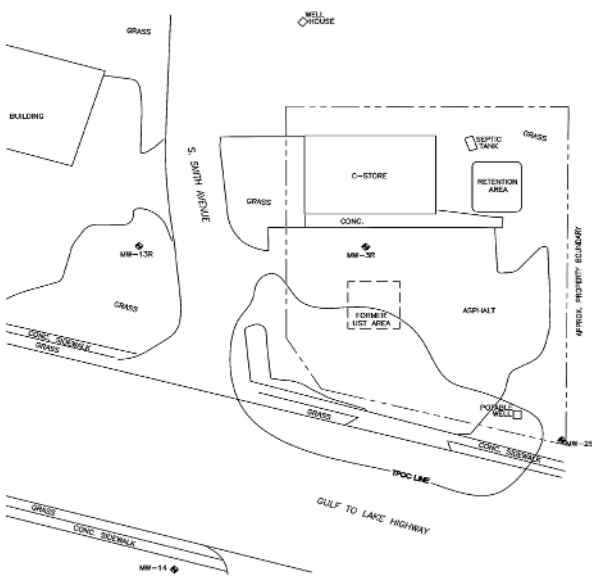 WELL
HOUSE
GRASS
BUILDING
S. SMITH AVENUE
SEPTIC
TANK
GRASS
C-STORE
RETENTION
AREA
GRASS
CONC.
MW-13R
MW-3R
GRASS
FORMER
UST AREA
ASPHALT
APPROX. PROPERTY BOUNDARY
CONC. SIDEWALK
GRASS
POTABLE
WELL
GRASS
MW-25
CONC. SIDEWALK
TPOC LINE
GULF TO LAKE HIGHWAY
GRASS
CONC. SIDEWALK
MW-14